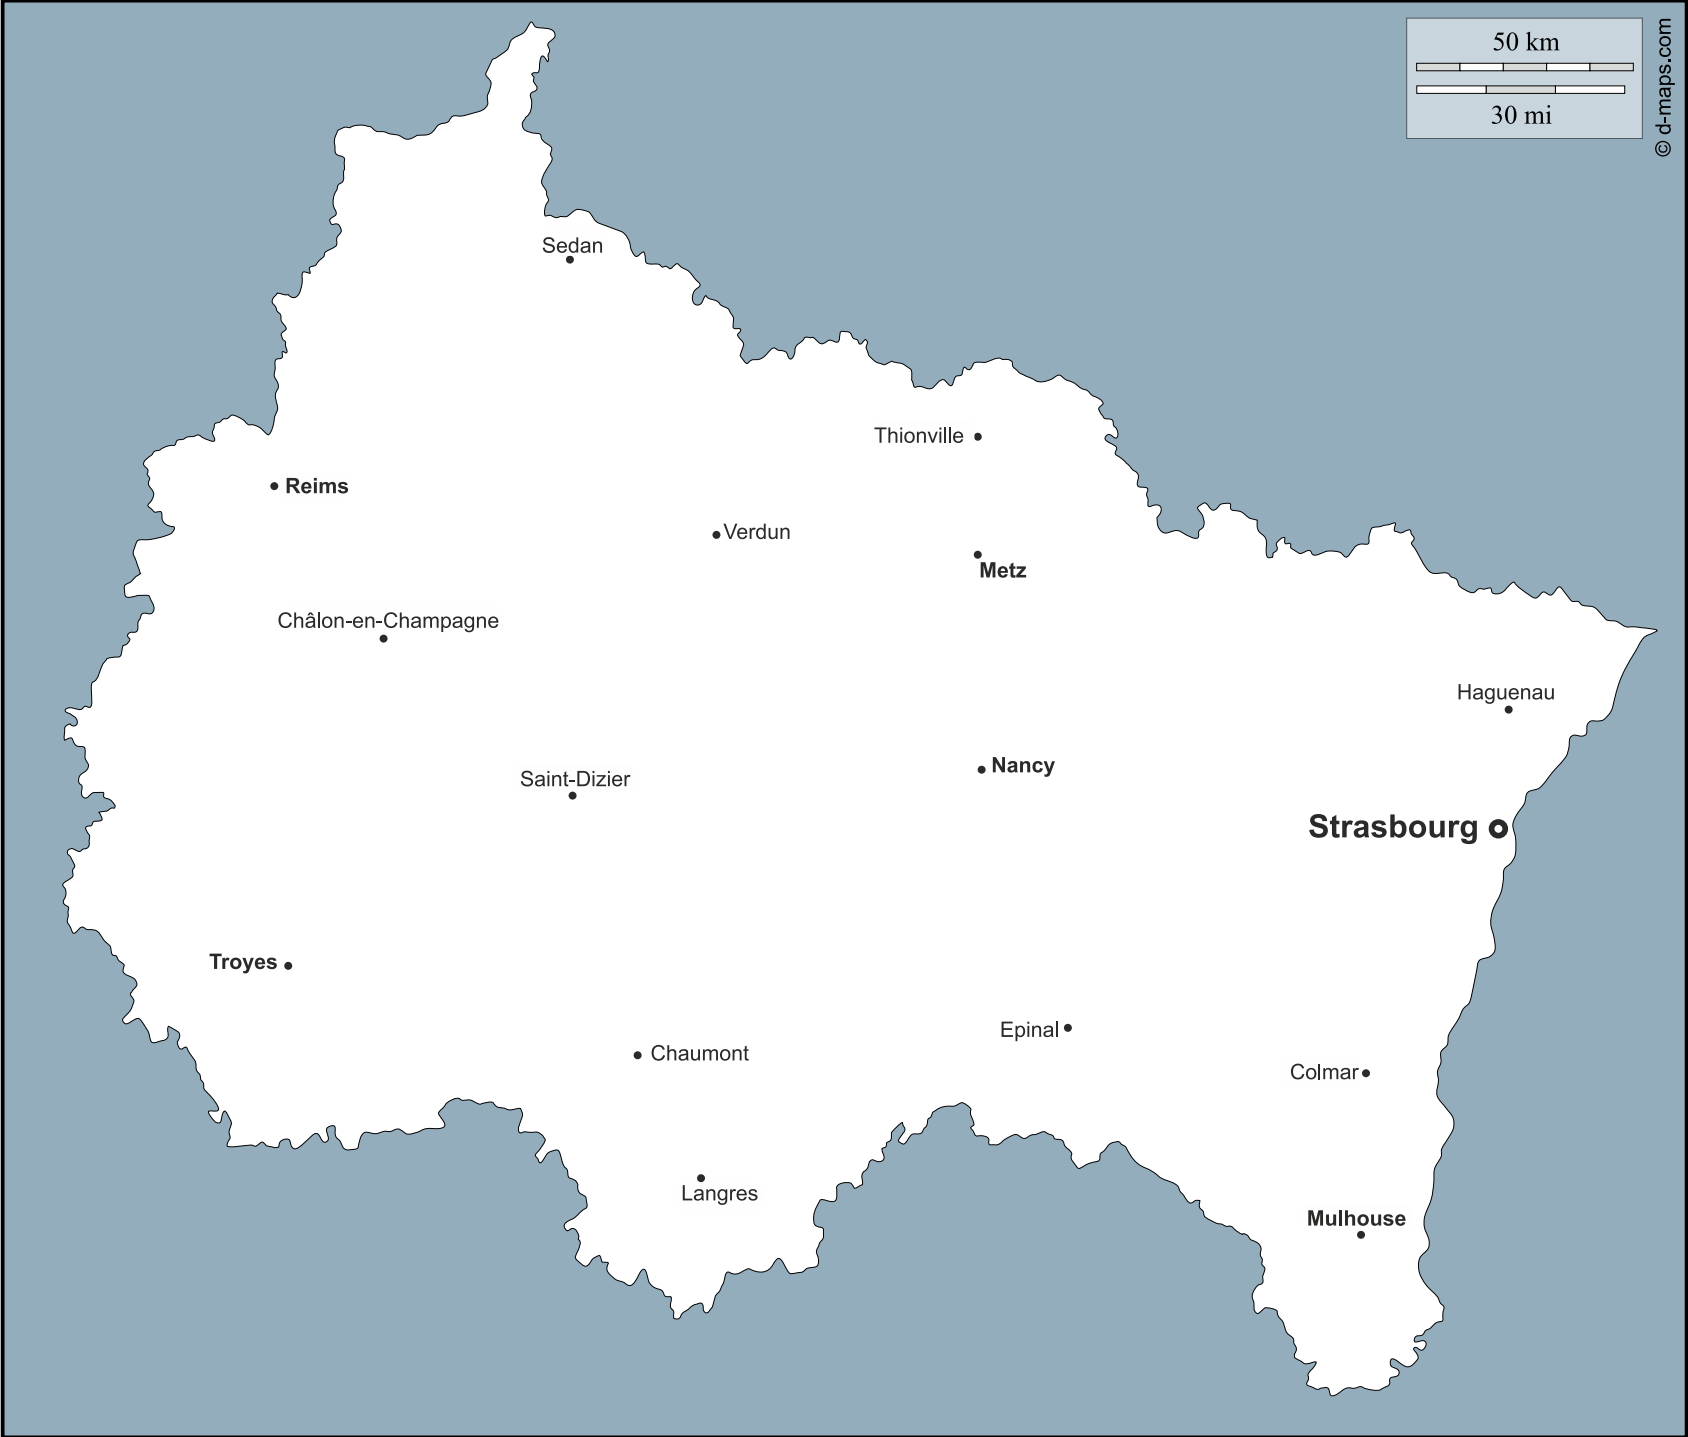 50 km
30 mi
© d-maps.com
Sedan
Thionville
Reims
Verdun
Metz
Châlon-en-Champagne
Haguenau
Nancy
Saint-Dizier
Strasbourg
Troyes
Epinal
Chaumont
Colmar
Langres
Mulhouse